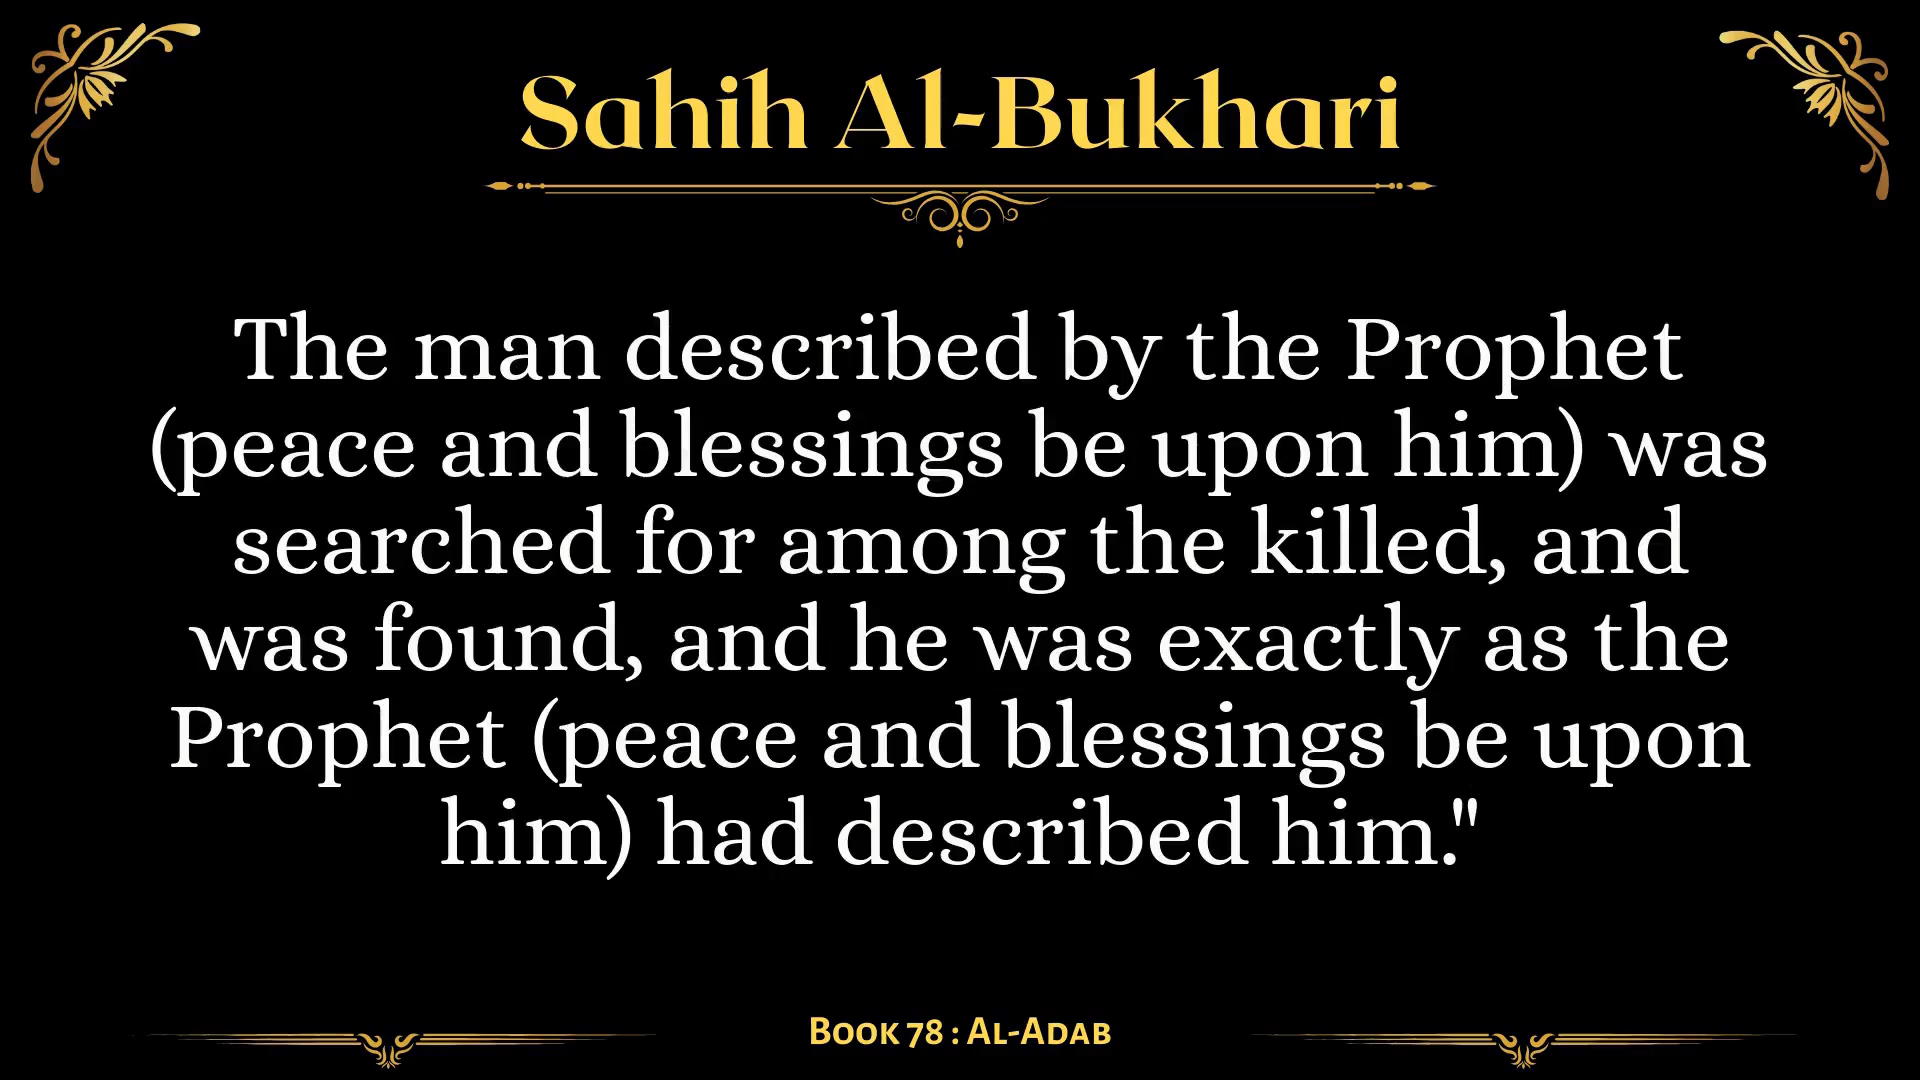 Sahih Al-Bukhari
The man described by the Prophet
(peace and blessings be upon him) was
searched for among the killed, and
was found, and he was exactly as the
Prophet (peace and blessings be upon
him) had described him."
Book 78 : Al-Adab